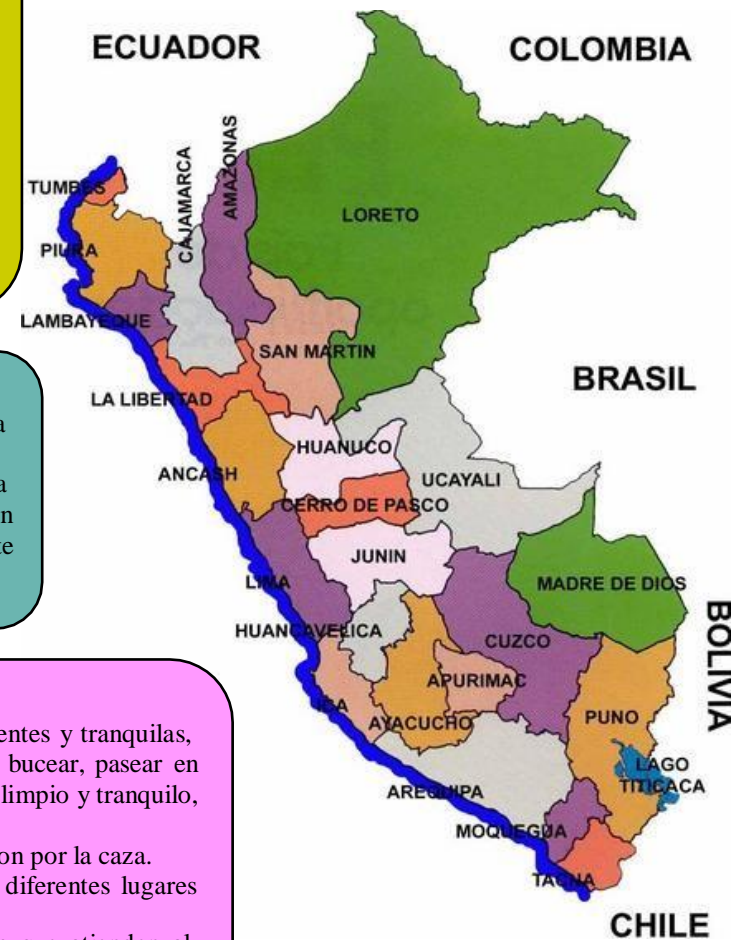 ECUADOR
COLOMBIA
TUMBES
CAJAMARCA
AMAZONAS
LORETO
PIURA
LAMBAYEQUE
SAN MARTIN
BRASIL
LA LIBERTAD
a
HUANUCO
ANCASH
UCAYALI
a
CERRO DE PASCO
n
te
JUNIN
LIMA
MADRE DE DIOS
HUANCAVELICA
CUZCO
BOLIVIA
APURIMAC
ICA
AYACUCHO
PUNO
LAGO
TITICACA
AREQUIPA
MOQUEGUA
TACNA
CHILE
entes y tranquilas,
bucear, pasear en
limpio y tranquilo,
on por la caza.
diferentes lugares